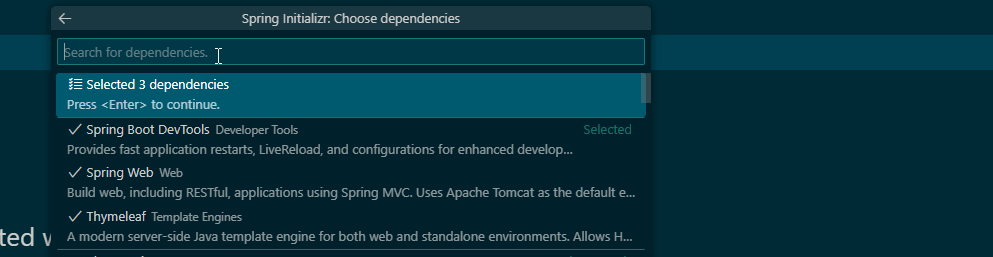 Spring Initializr: Choose dependencies
Search for dependencies.
Selected 3 dependencies
Press <Enter> to continue.
Spring Boot DevTools Developer Tools Selected
Provides fast application restarts, LiveReload, and configurations for enhanced develop...
Spring Web Web
Build web, including RESTful, applications using Spring MVC. Uses Apache Tomcat as the default e...
Thymeleaf Template Engines
ted w
A modern server-side Java template engine for both web and standalone environments. Allows H...